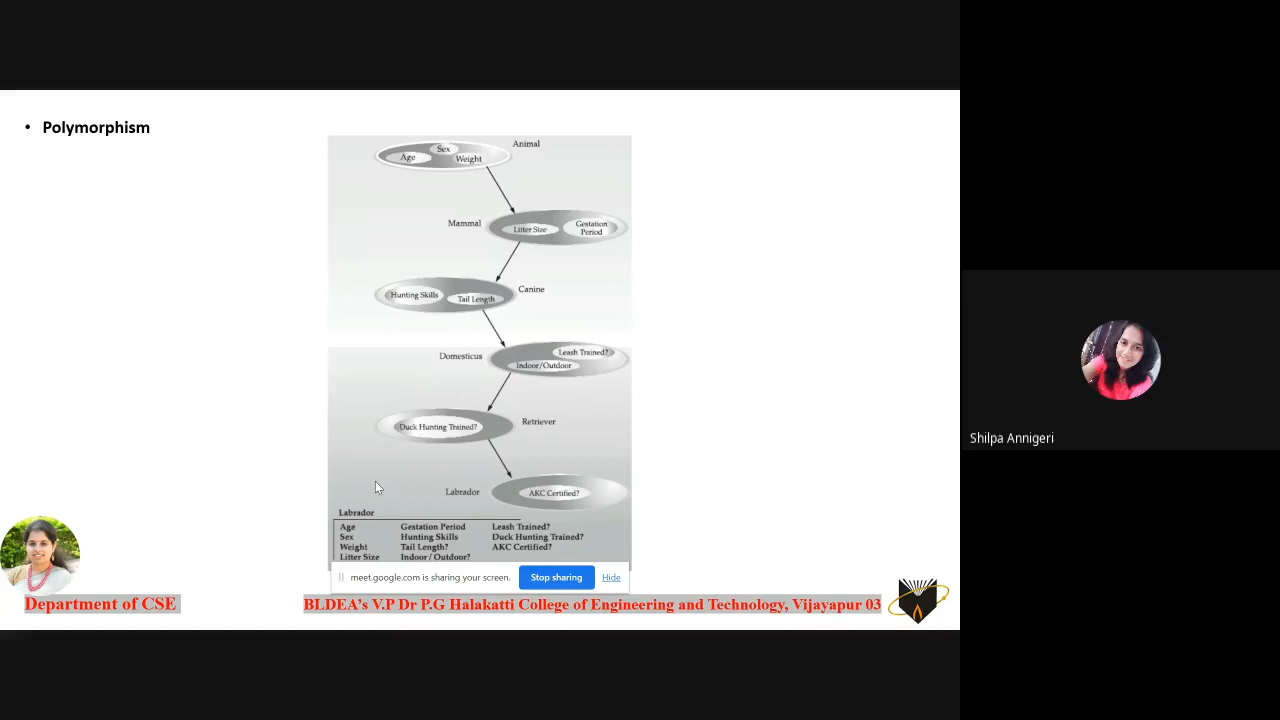 • Polymorphism
Animal
Sex
Age
Weight
Mammal
Litter Size
Gestation
Period
Canine
Hunting Skills
Tail Length
Domesticus
Leash Trained?
Indoor/Outdoor
Retriever
Duck Hunting Trained?
Labrador
AKC Certified?
Labrador
Age Gestation Period Leash Trained?
Sex Hunting Skills Duck Hunting Trained?
Weight Tail Length? AKC Certified?
Litter Size Indoor/Outdoor?
meet.google.com is sharing your screen. Stop sharing Hide
Department of CSE BLDEA's V.P Dr P.G Halakatti College of Engineering and Technology, Vijayapur 03
Shilpa Annigeri